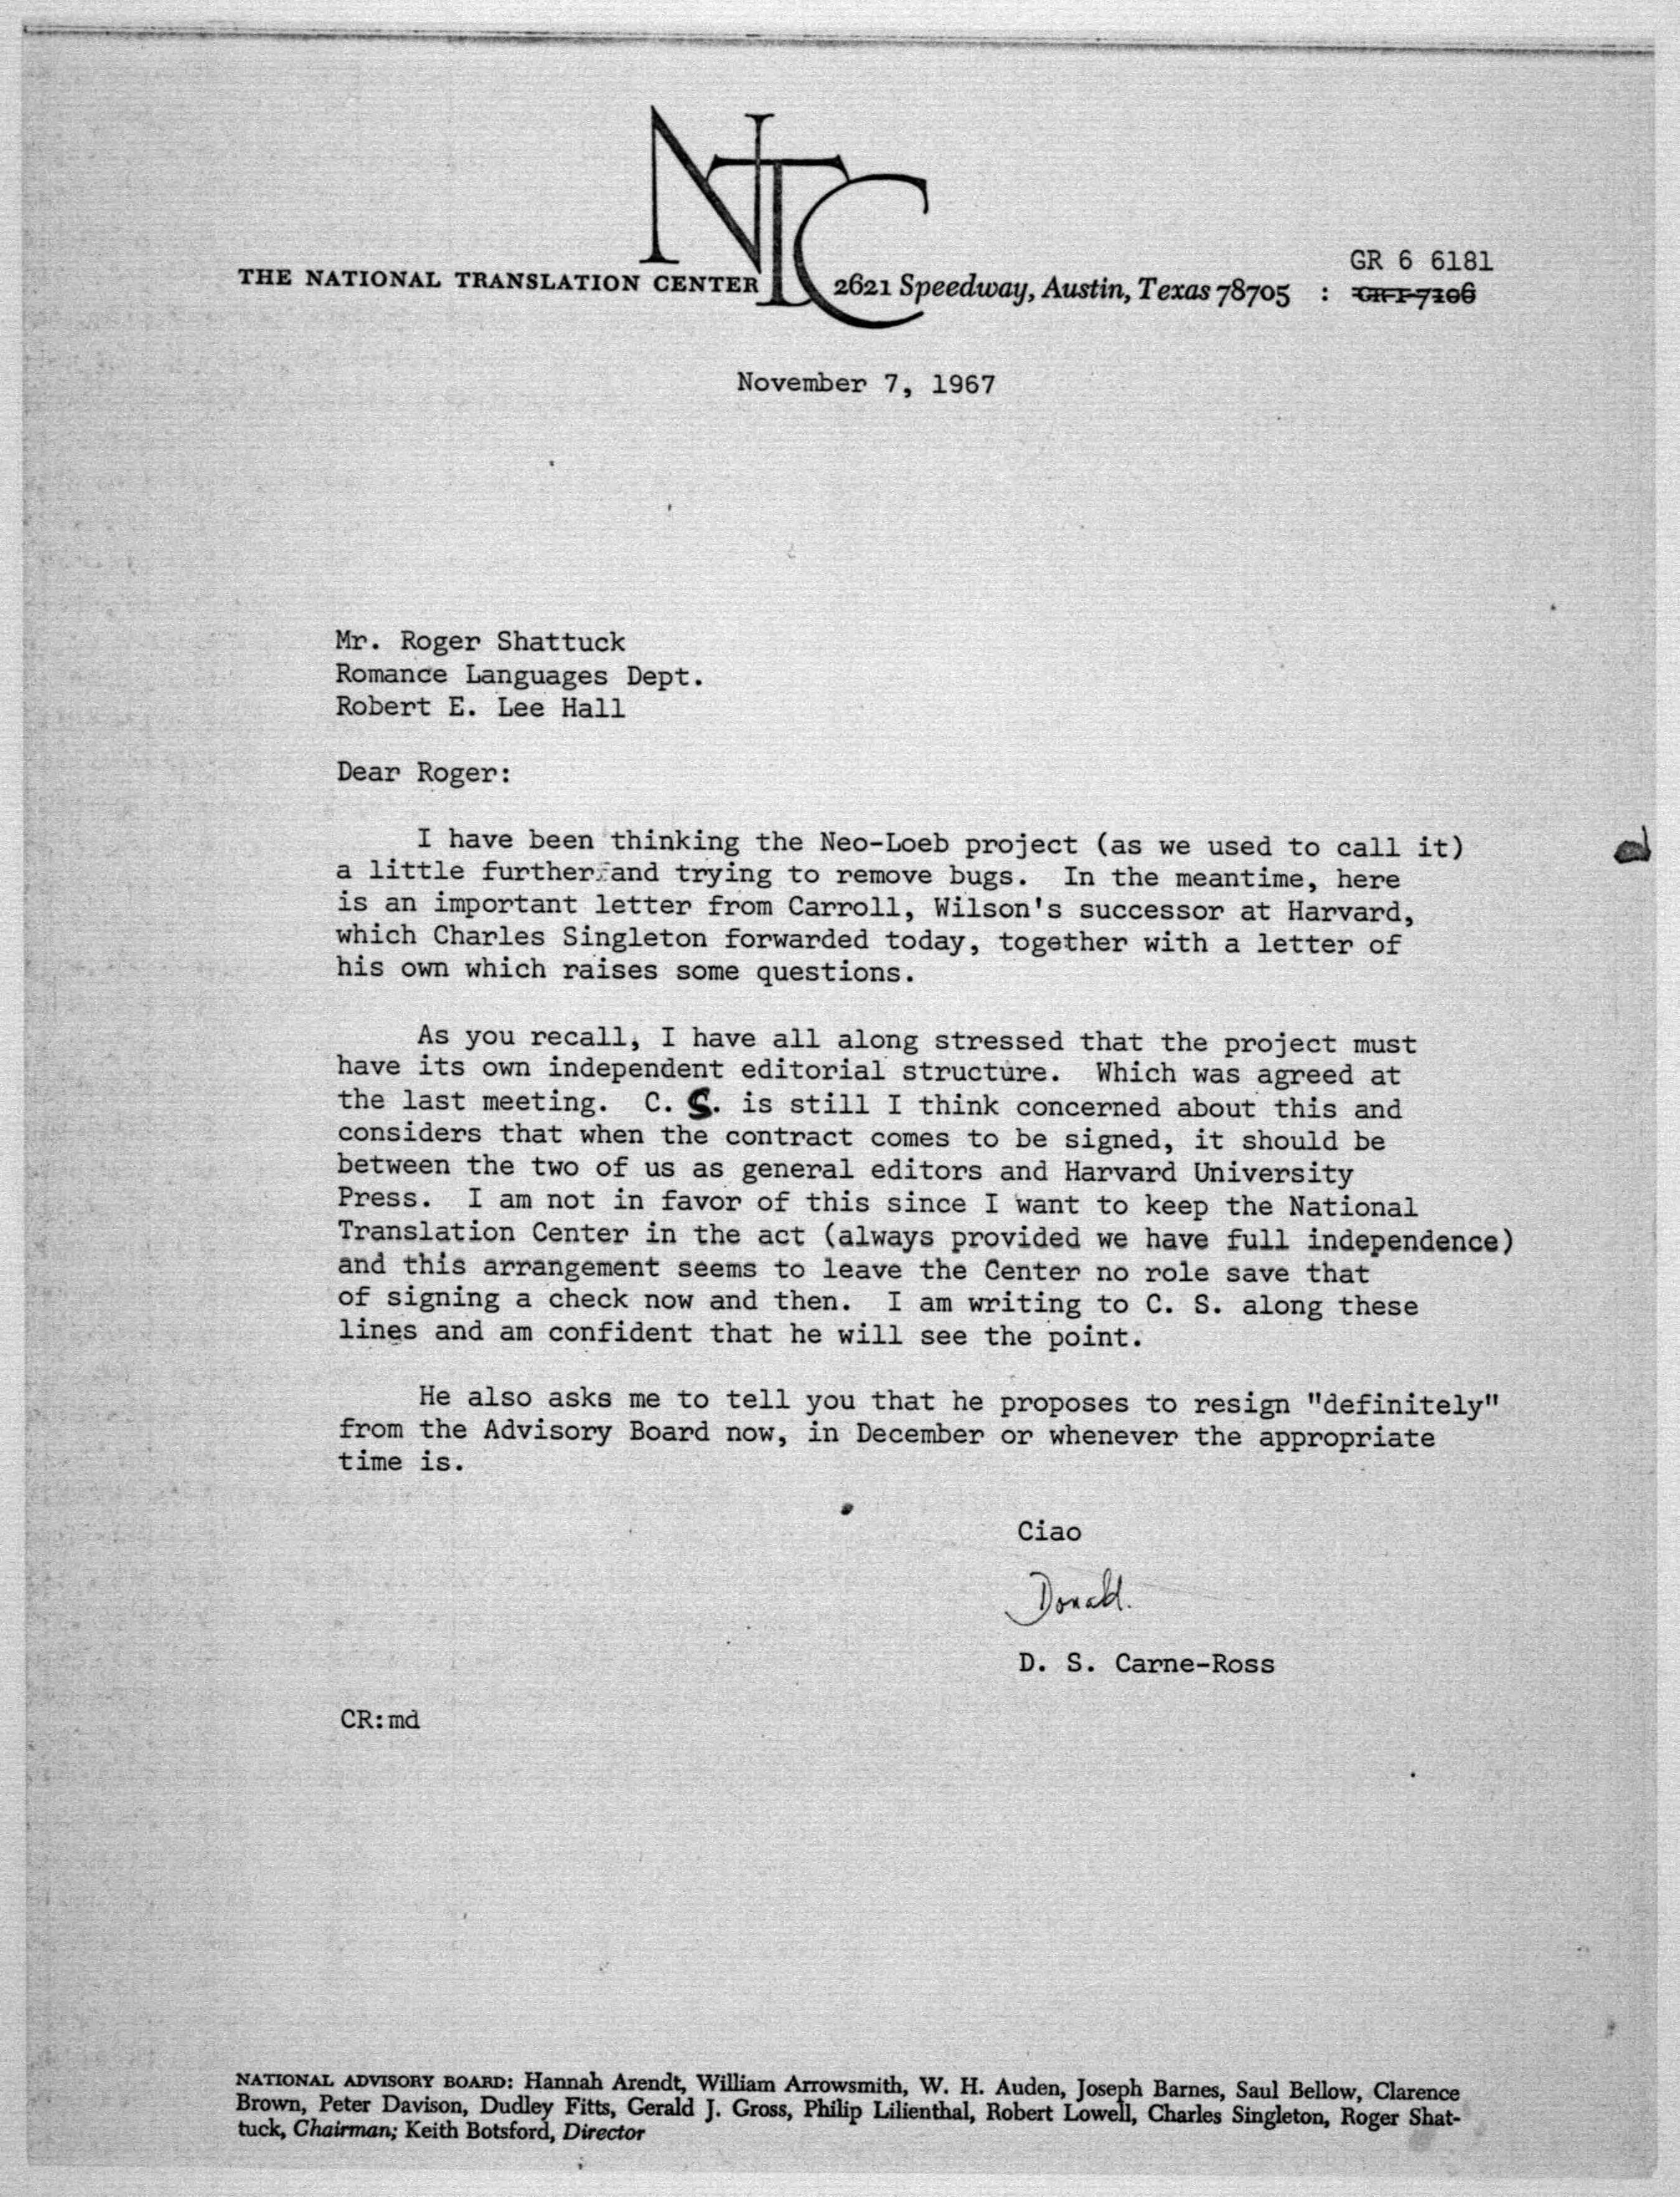 NTC
THE NATIONAL TRANSLATION CENTER 2621 Speedway, Austin, Texas 78705 :
GR 6 6181
November 7, 1967
Mr. Roger Shattuck
Romance Languages Dept.
Robert E. Lee Hall
Dear Roger:
I have been thinking the Neo-Loeb project (as we used to call it)
a little further and trying to remove bugs. In the meantime, here
is an important letter from Carroll, Wilson's successor at Harvard,
which Charles Singleton forwarded today, together with a letter of
his own which raises some questions.
As you recall, I have all along stressed that the project must
have its own independent editorial structure. Which was agreed at
the last meeting. C. S. is still I think concerned about this and
considers that when the contract comes to be signed, it should be
between the two of us as general editors and Harvard University
Press. I am not in favor of this since I want to keep the National
Translation Center in the act (always provided we have full independence)
and this arrangement seems to leave the Center no role save that
of signing a check now and then. I am writing to C. S. along these
lines and am confident that he will see the point.
He also asks me to tell you that he proposes to resign "definitely"
from the Advisory Board now, in December or whenever the appropriate
time is.
Ciao
Donald.
D. S. Carne-Ross
CR:md
NATIONAL ADVISORY BOARD: Hannah Arendt, William Arrowsmith, W. H. Auden, Joseph Barnes, Saul Bellow, Clarence
Brown, Peter Davison, Dudley Fitts, Gerald J. Gross, Philip Lilienthal, Robert Lowell, Charles Singleton, Roger Shat-
tuck, Chairman; Keith Botsford, Director